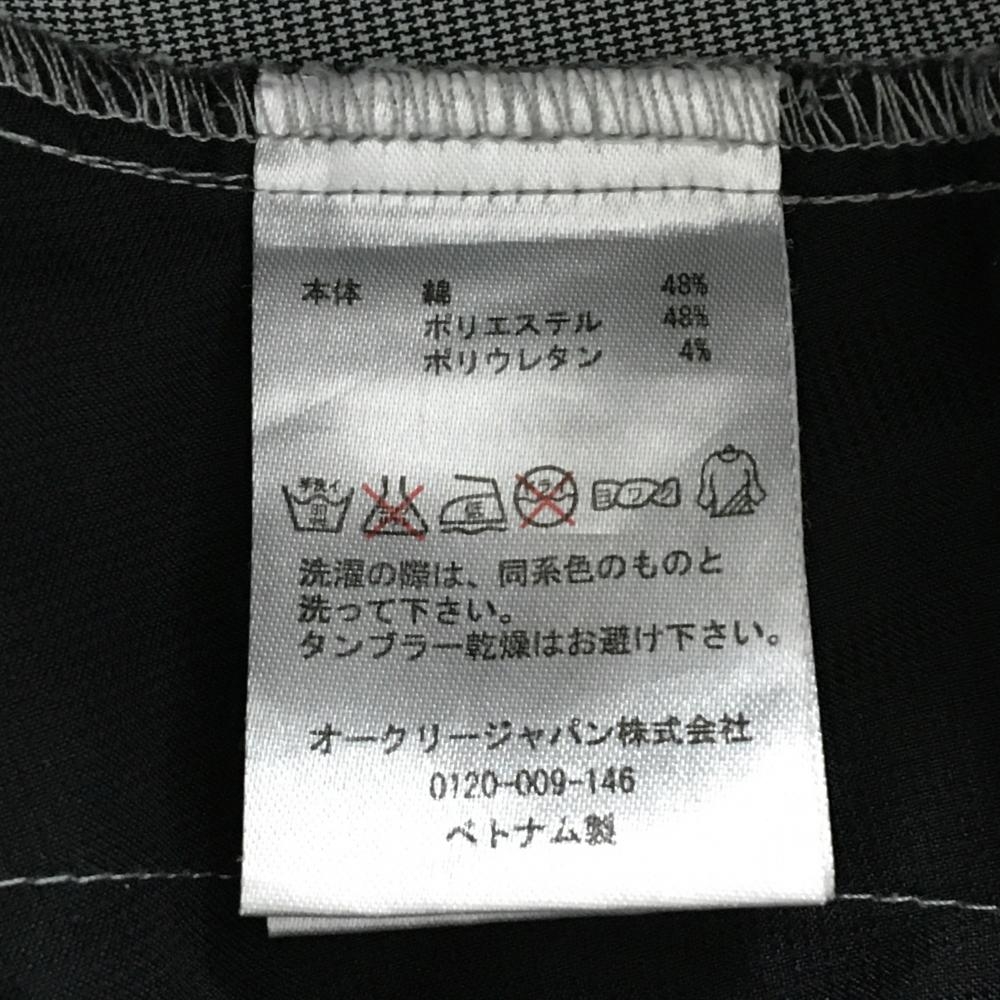 本体 綿 48%
ポリエステル 48%
ポリウレタン 4%
手洗イ 低 ヨワク
洗濯の際は、同系色のものと
洗って下さい。
タンブラー乾燥はお避け下さい。
オークリージャパン株式会社
0120-009-146
ベトナム製